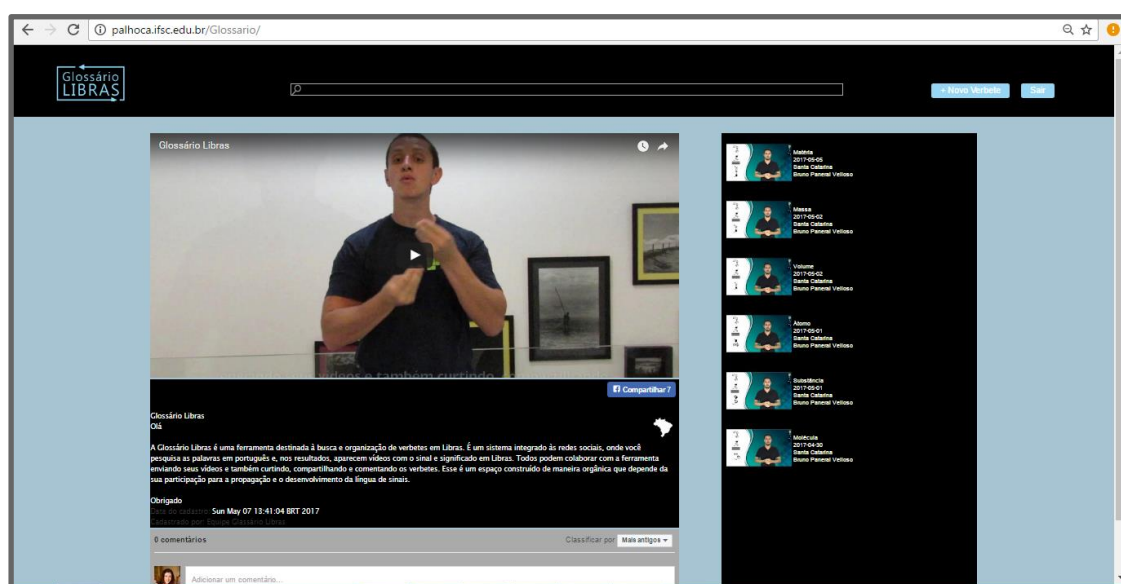 palhoca.ifsc.edu.br/Glossario/
Glossário
LIBRAS
+ Novo Verbete
Sair
Glossário Libras
Compartilhar 7
Glossário Libras
Olá
A Glossário Libras é uma ferramenta destinada à busca e organização de verbetes em Libras. É um sistema integrado às redes sociais, onde você
pesquisa as palavras em português e, nos resultados, aparecem vídeos com o sinal e significado em Libras. Todos podem colaborar com a ferramenta
enviando seus vídeos e também curtindo, compartilhando e comentando os verbetes. Esse é um espaço construído de maneira orgânica que depende da
sua participação para a propagação e o desenvolvimento da língua de sinais.
Obrigado
Data do cadastro: Sun May 07 13:41:04 BRT 2017
Cadastrado por: Equipe Glossário Libras
0 comentários
Classificar por Mais antigos
Adicionar um comentário...
Matéria
2017-05-05
Santa Catarina
Bruno Panerai Velloso
Massa
2017-05-02
Santa Catarina
Bruno Panerai Velloso
Volume
2017-05-02
Santa Catarina
Bruno Panerai Velloso
Átomo
2017-05-01
Santa Catarina
Bruno Panerai Velloso
Substância
2017-05-01
Santa Catarina
Bruno Panerai Velloso
Molécula
2017-04-30
Santa Catarina
Bruno Panerai Velloso